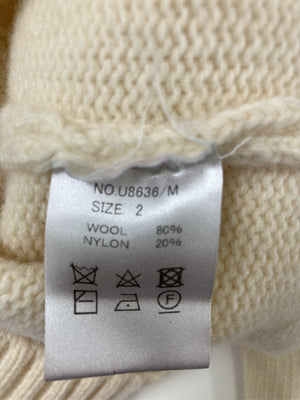 NO.U8636/M
SIZE 2
WOOL 80%
NYLON 20%
F